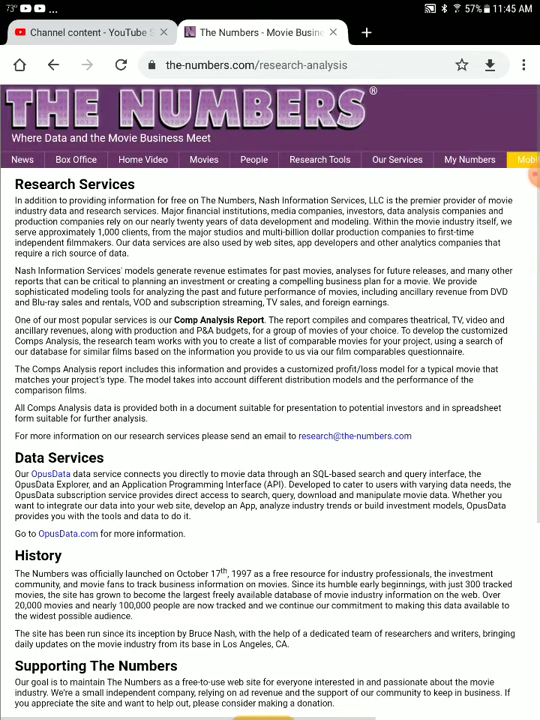 73° 57% 11:45 AM
Channel content - YouTube S
The Numbers - Movie Busine
the-numbers.com/research-analysis
THE NUMBERS®
Where Data and the Movie Business Meet
News Box Office Home Video Movies People Research Tools Our Services My Numbers Mobi
Research Services
In addition to providing information for free on The Numbers, Nash Information Services, LLC is the premier provider of movie
industry data and research services. Major financial institutions, media companies, investors, data analysis companies and
production companies rely on our nearly twenty years of data development and modeling. Within the movie industry itself, we
serve approximately 1,000 clients, from the major studios and multi-billion dollar production companies to first-time
independent filmmakers. Our data services are also used by web sites, app developers and other analytics companies that
require a rich source of data.
Nash Information Services' models generate revenue estimates for past movies, analyses for future releases, and many other
reports that can be critical to planning an investment or creating a compelling business plan for a movie. We provide
sophisticated modeling tools for analyzing the past and future performance of movies, including ancillary revenue from DVD
and Blu-ray sales and rentals, VOD and subscription streaming, TV sales, and foreign earnings.
One of our most popular services is our Comp Analysis Report. The report compiles and compares theatrical, TV, video and
ancillary revenues, along with production and P&A budgets, for a group of movies of your choice. To develop the customized
Comps Analysis, the research team works with you to create a list of comparable movies for your project, using a search of
our database for similar films based on the information you provide to us via our film comparables questionnaire.
The Comps Analysis report includes this information and provides a customized profit/loss model for a typical movie that
matches your project's type. The model takes into account different distribution models and the performance of the
comparison films.
All Comps Analysis data is provided both in a document suitable for presentation to potential investors and in spreadsheet
form suitable for further analysis.
For more information on our research services please send an email to research@the-numbers.com
Data Services
Our OpusData data service connects you directly to movie data through an SQL-based search and query interface, the
OpusData Explorer, and an Application Programming Interface (API). Developed to cater to users with varying data needs, the
OpusData subscription service provides direct access to search, query, download and manipulate movie data. Whether you
want to integrate our data into your web site, develop an App, analyze industry trends or build investment models, OpusData
provides you with the tools and data to do it.
Go to OpusData.com for more information.
History
The Numbers was officially launched on October 17th, 1997 as a free resource for industry professionals, the investment
community, and movie fans to track business information on movies. Since its humble early beginnings, with just 300 tracked
movies, the site has grown to become the largest freely available database of movie industry information on the web. Over
20,000 movies and nearly 100,000 people are now tracked and we continue our commitment to making this data available to
the widest possible audience.
The site has been run since its inception by Bruce Nash, with the help of a dedicated team of researchers and writers, bringing
daily updates on the movie industry from its base in Los Angeles, CA.
Supporting The Numbers
Our goal is to maintain The Numbers as a free-to-use web site for everyone interested in and passionate about the movie
industry. We're a small independent company, relying on ad revenue and the support of our community to keep in business. If
you appreciate the site and want to help out, please consider making a donation.